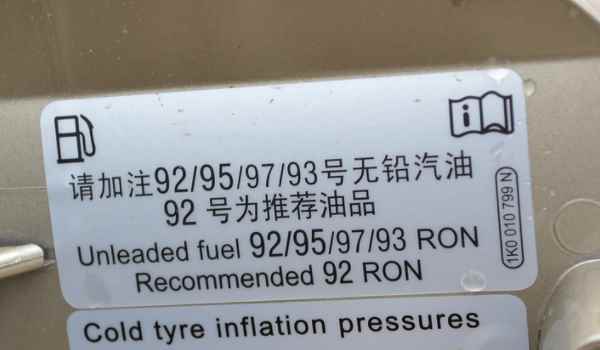 请加注92/95/97/93号无铅汽油
92 号为推荐油品
Unleaded fuel 92/95/97/93 RON
Recommended 92 RON
1K0 010 799 N
Cold tyre inflation pressures